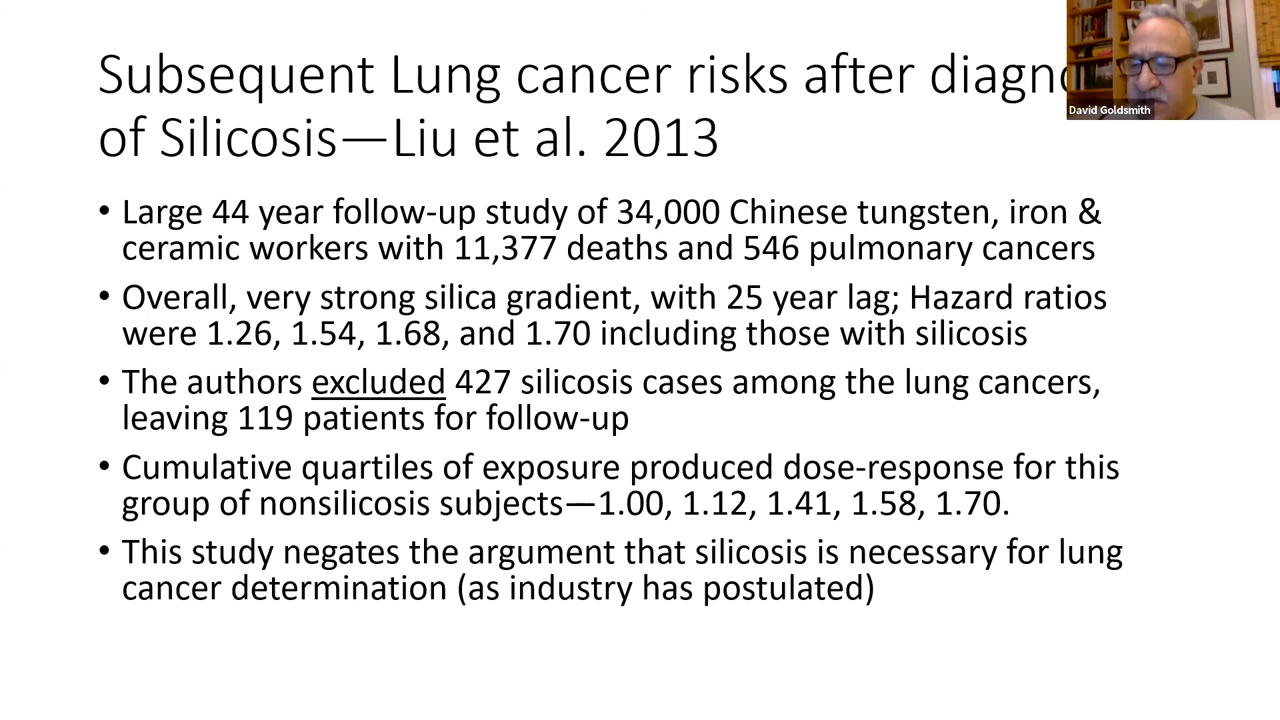 Subsequent Lung cancer risks after diagn
of Silicosis—Liu et al. 2013
David Goldsmith
• Large 44 year follow-up study of 34,000 Chinese tungsten, iron &
ceramic workers with 11,377 deaths and 546 pulmonary cancers
• Overall, very strong silica gradient, with 25 year lag; Hazard ratios
were 1.26, 1.54, 1.68, and 1.70 including those with silicosis
• The authors excluded 427 silicosis cases among the lung cancers,
leaving 119 patients for follow-up
• Cumulative quartiles of exposure produced dose-response for this
group of nonsilicosis subjects—1.00, 1.12, 1.41, 1.58, 1.70.
• This study negates the argument that silicosis is necessary for lung
cancer determination (as industry has postulated)